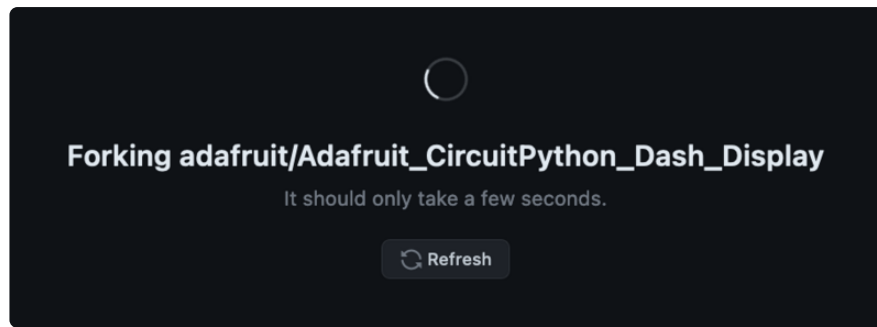 Forking adafruit/Adafruit_CircuitPython_Dash_Display
It should only take a few seconds.
Refresh